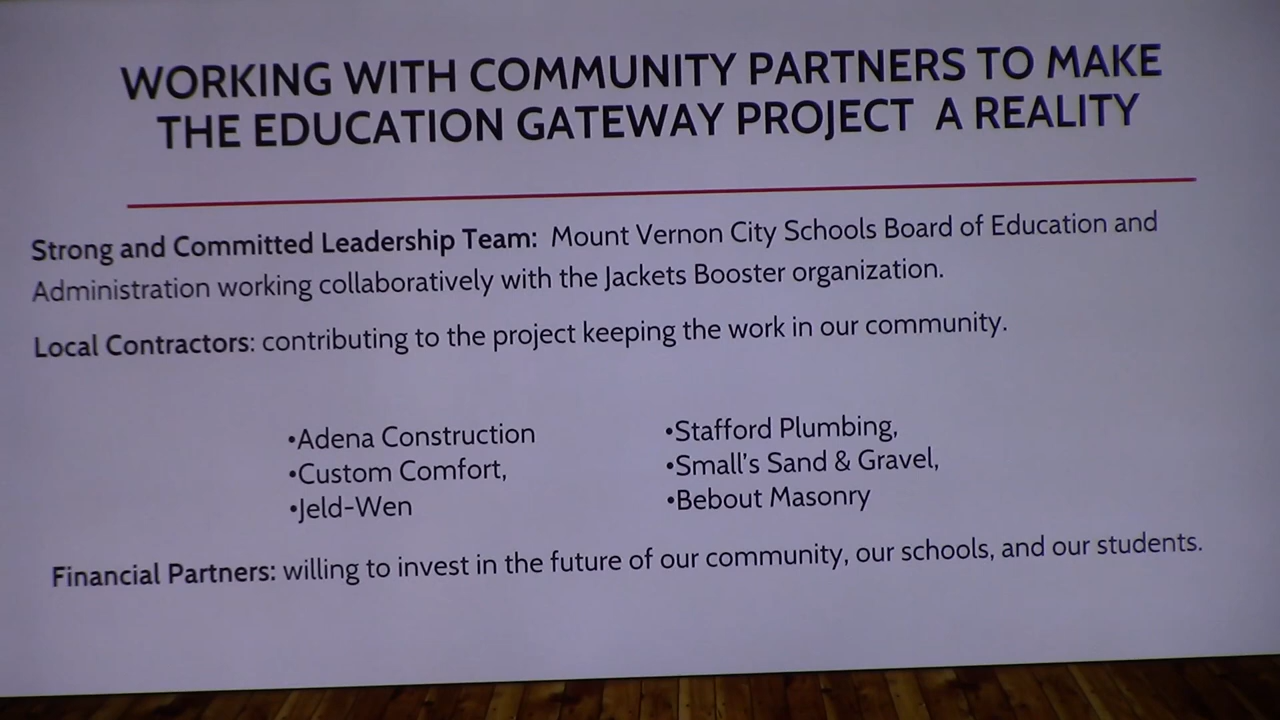 WORKING WITH COMMUNITY PARTNERS TO MAKE
THE EDUCATION GATEWAY PROJECT A REALITY
Strong and Committed Leadership Team: Mount Vernon City Schools Board of Education and
Administration working collaboratively with the Jackets Booster organization.
Local Contractors: contributing to the project keeping the work in our community.
•Adena Construction
•Custom Comfort,
•Jeld-Wen
•Stafford Plumbing,
•Small's Sand & Gravel,
•Bebout Masonry
Financial Partners: willing to invest in the future of our community, our schools, and our students.